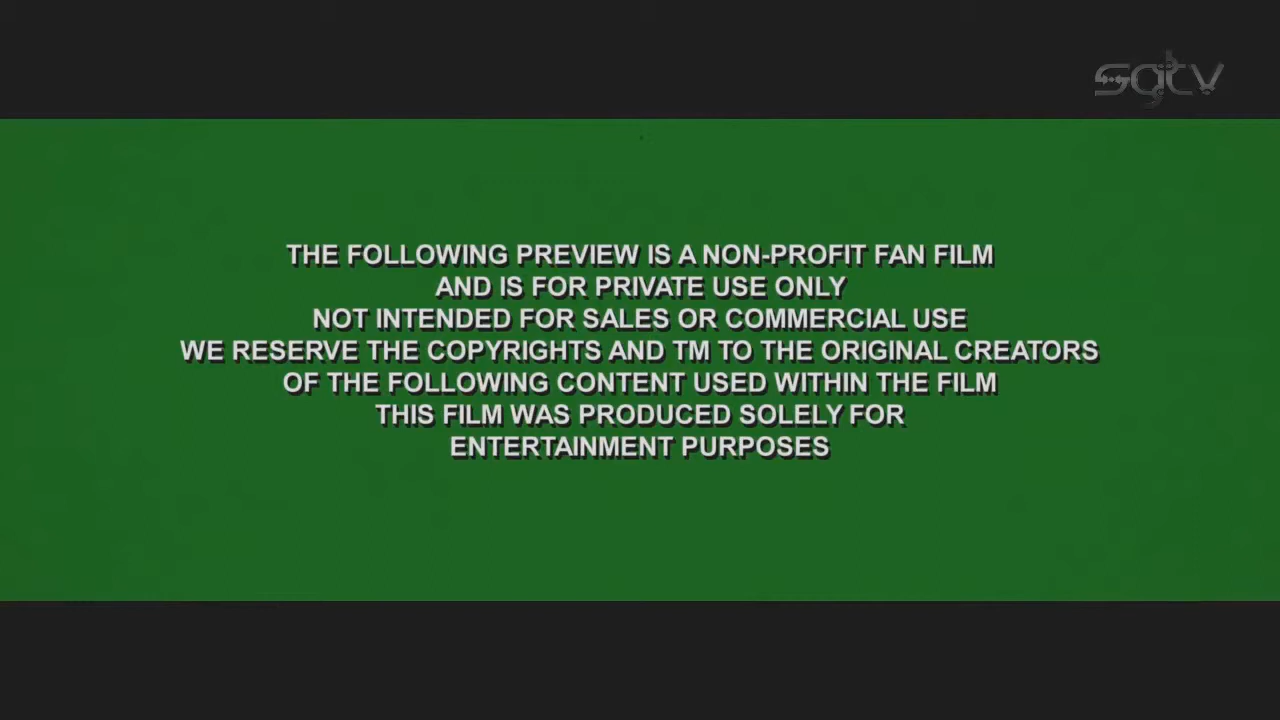 sgtv
THE FOLLOWING PREVIEW IS A NON-PROFIT FAN FILM
AND IS FOR PRIVATE USE ONLY
NOT INTENDED FOR SALES OR COMMERCIAL USE
WE RESERVE THE COPYRIGHTS AND TM TO THE ORIGINAL CREATORS
OF THE FOLLOWING CONTENT USED WITHIN THE FILM
THIS FILM WAS PRODUCED SOLELY FOR
ENTERTAINMENT PURPOSES